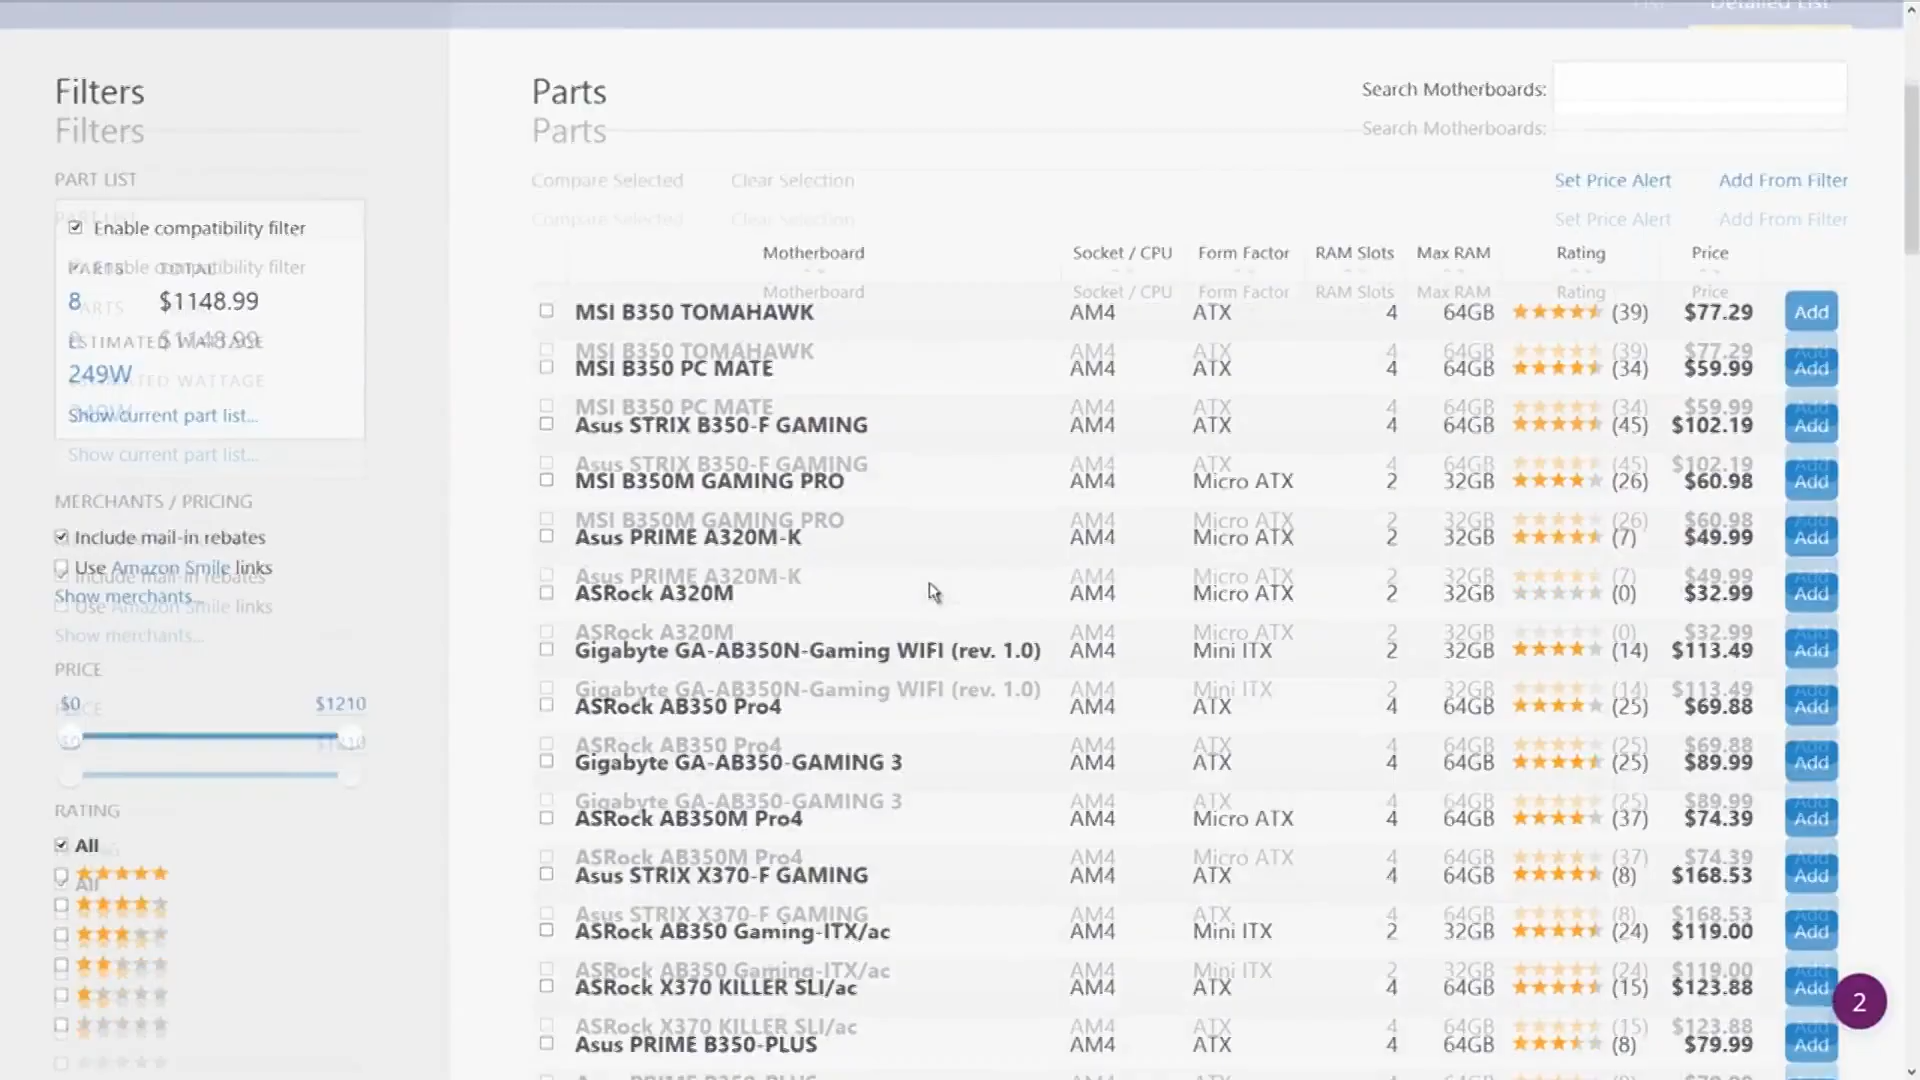 LIST
Detailed List
Filters
PART LIST
Enable compatibility filter
PARTS TOTAL
8 $1148.99
ESTIMATED WATTAGE
249W
Show current part list...
MERCHANTS / PRICING
Include mail-in rebates
Use Amazon Smile links
Show merchants...
PRICE
$0 $1210
RATING
All
Parts
Search Motherboards:
Compare Selected Clear Selection Set Price Alert Add From Filter
Motherboard Socket / CPU Form Factor RAM Slots Max RAM Rating Price
MSI B350 TOMAHAWK AM4 ATX 4 64GB (39) $77.29 Add
MSI B350 PC MATE AM4 ATX 4 64GB (34) $59.99 Add
Asus STRIX B350-F GAMING AM4 ATX 4 64GB (45) $102.19 Add
MSI B350M GAMING PRO AM4 Micro ATX 2 32GB (26) $60.98 Add
Asus PRIME A320M-K AM4 Micro ATX 2 32GB (7) $49.99 Add
ASRock A320M AM4 Micro ATX 2 32GB (0) $32.99 Add
Gigabyte GA-AB350N-Gaming WIFI (rev. 1.0) AM4 Mini ITX 2 32GB (14) $113.49 Add
ASRock AB350 Pro4 AM4 ATX 4 64GB (25) $69.88 Add
Gigabyte GA-AB350-GAMING 3 AM4 ATX 4 64GB (25) $89.99 Add
ASRock AB350M Pro4 AM4 Micro ATX 4 64GB (37) $74.39 Add
Asus STRIX X370-F GAMING AM4 ATX 4 64GB (8) $168.53 Add
ASRock AB350 Gaming-ITX/ac AM4 Mini ITX 2 32GB (24) $119.00 Add
ASRock X370 KILLER SLI/ac AM4 ATX 4 64GB (15) $123.88 Add
Asus PRIME B350-PLUS AM4 ATX 4 64GB (8) $79.99 Add
2